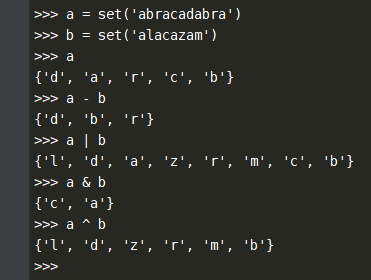 >>> a = set('abracadabra')
>>> b = set('alacazam')
>>> a
{'d', 'a', 'r', 'c', 'b'}
>>> a - b
{'d', 'b', 'r'}
>>> a | b
{'l', 'd', 'a', 'z', 'r', 'm', 'c', 'b'}
>>> a & b
{'c', 'a'}
>>> a ^ b
{'l', 'd', 'z', 'r', 'm', 'b'}
>>>